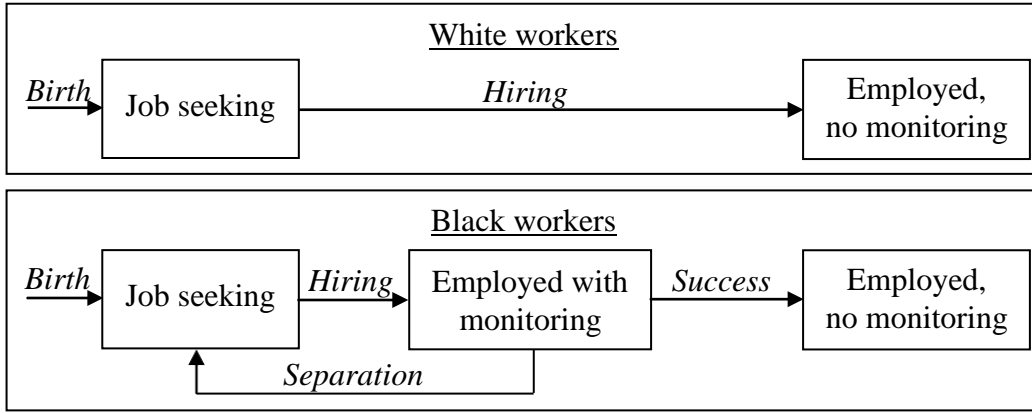 White workers
Birth
Job seeking
Hiring
Employed,
no monitoring
Black workers
Birth
Job seeking
Hiring
Employed with
monitoring
Success
Employed,
no monitoring
Separation